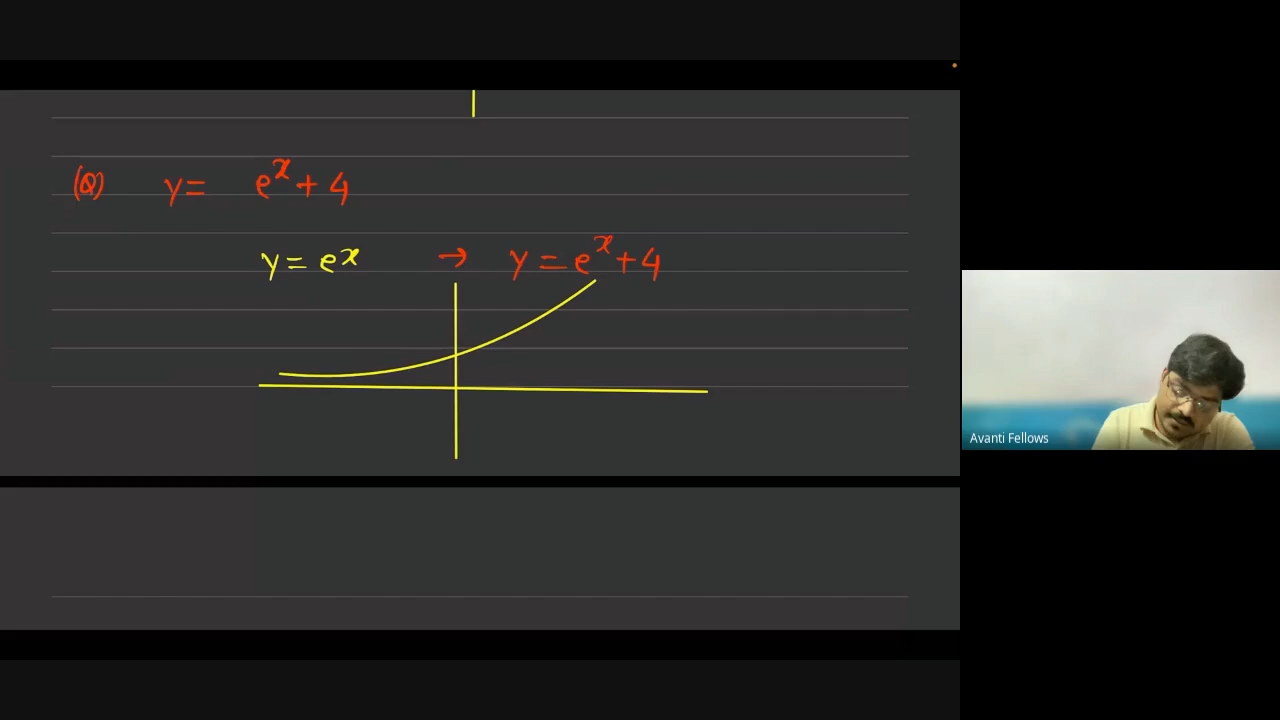 (Q) y = e^x + 4
y = e^x → y = e^x + 4
Avanti Fellows